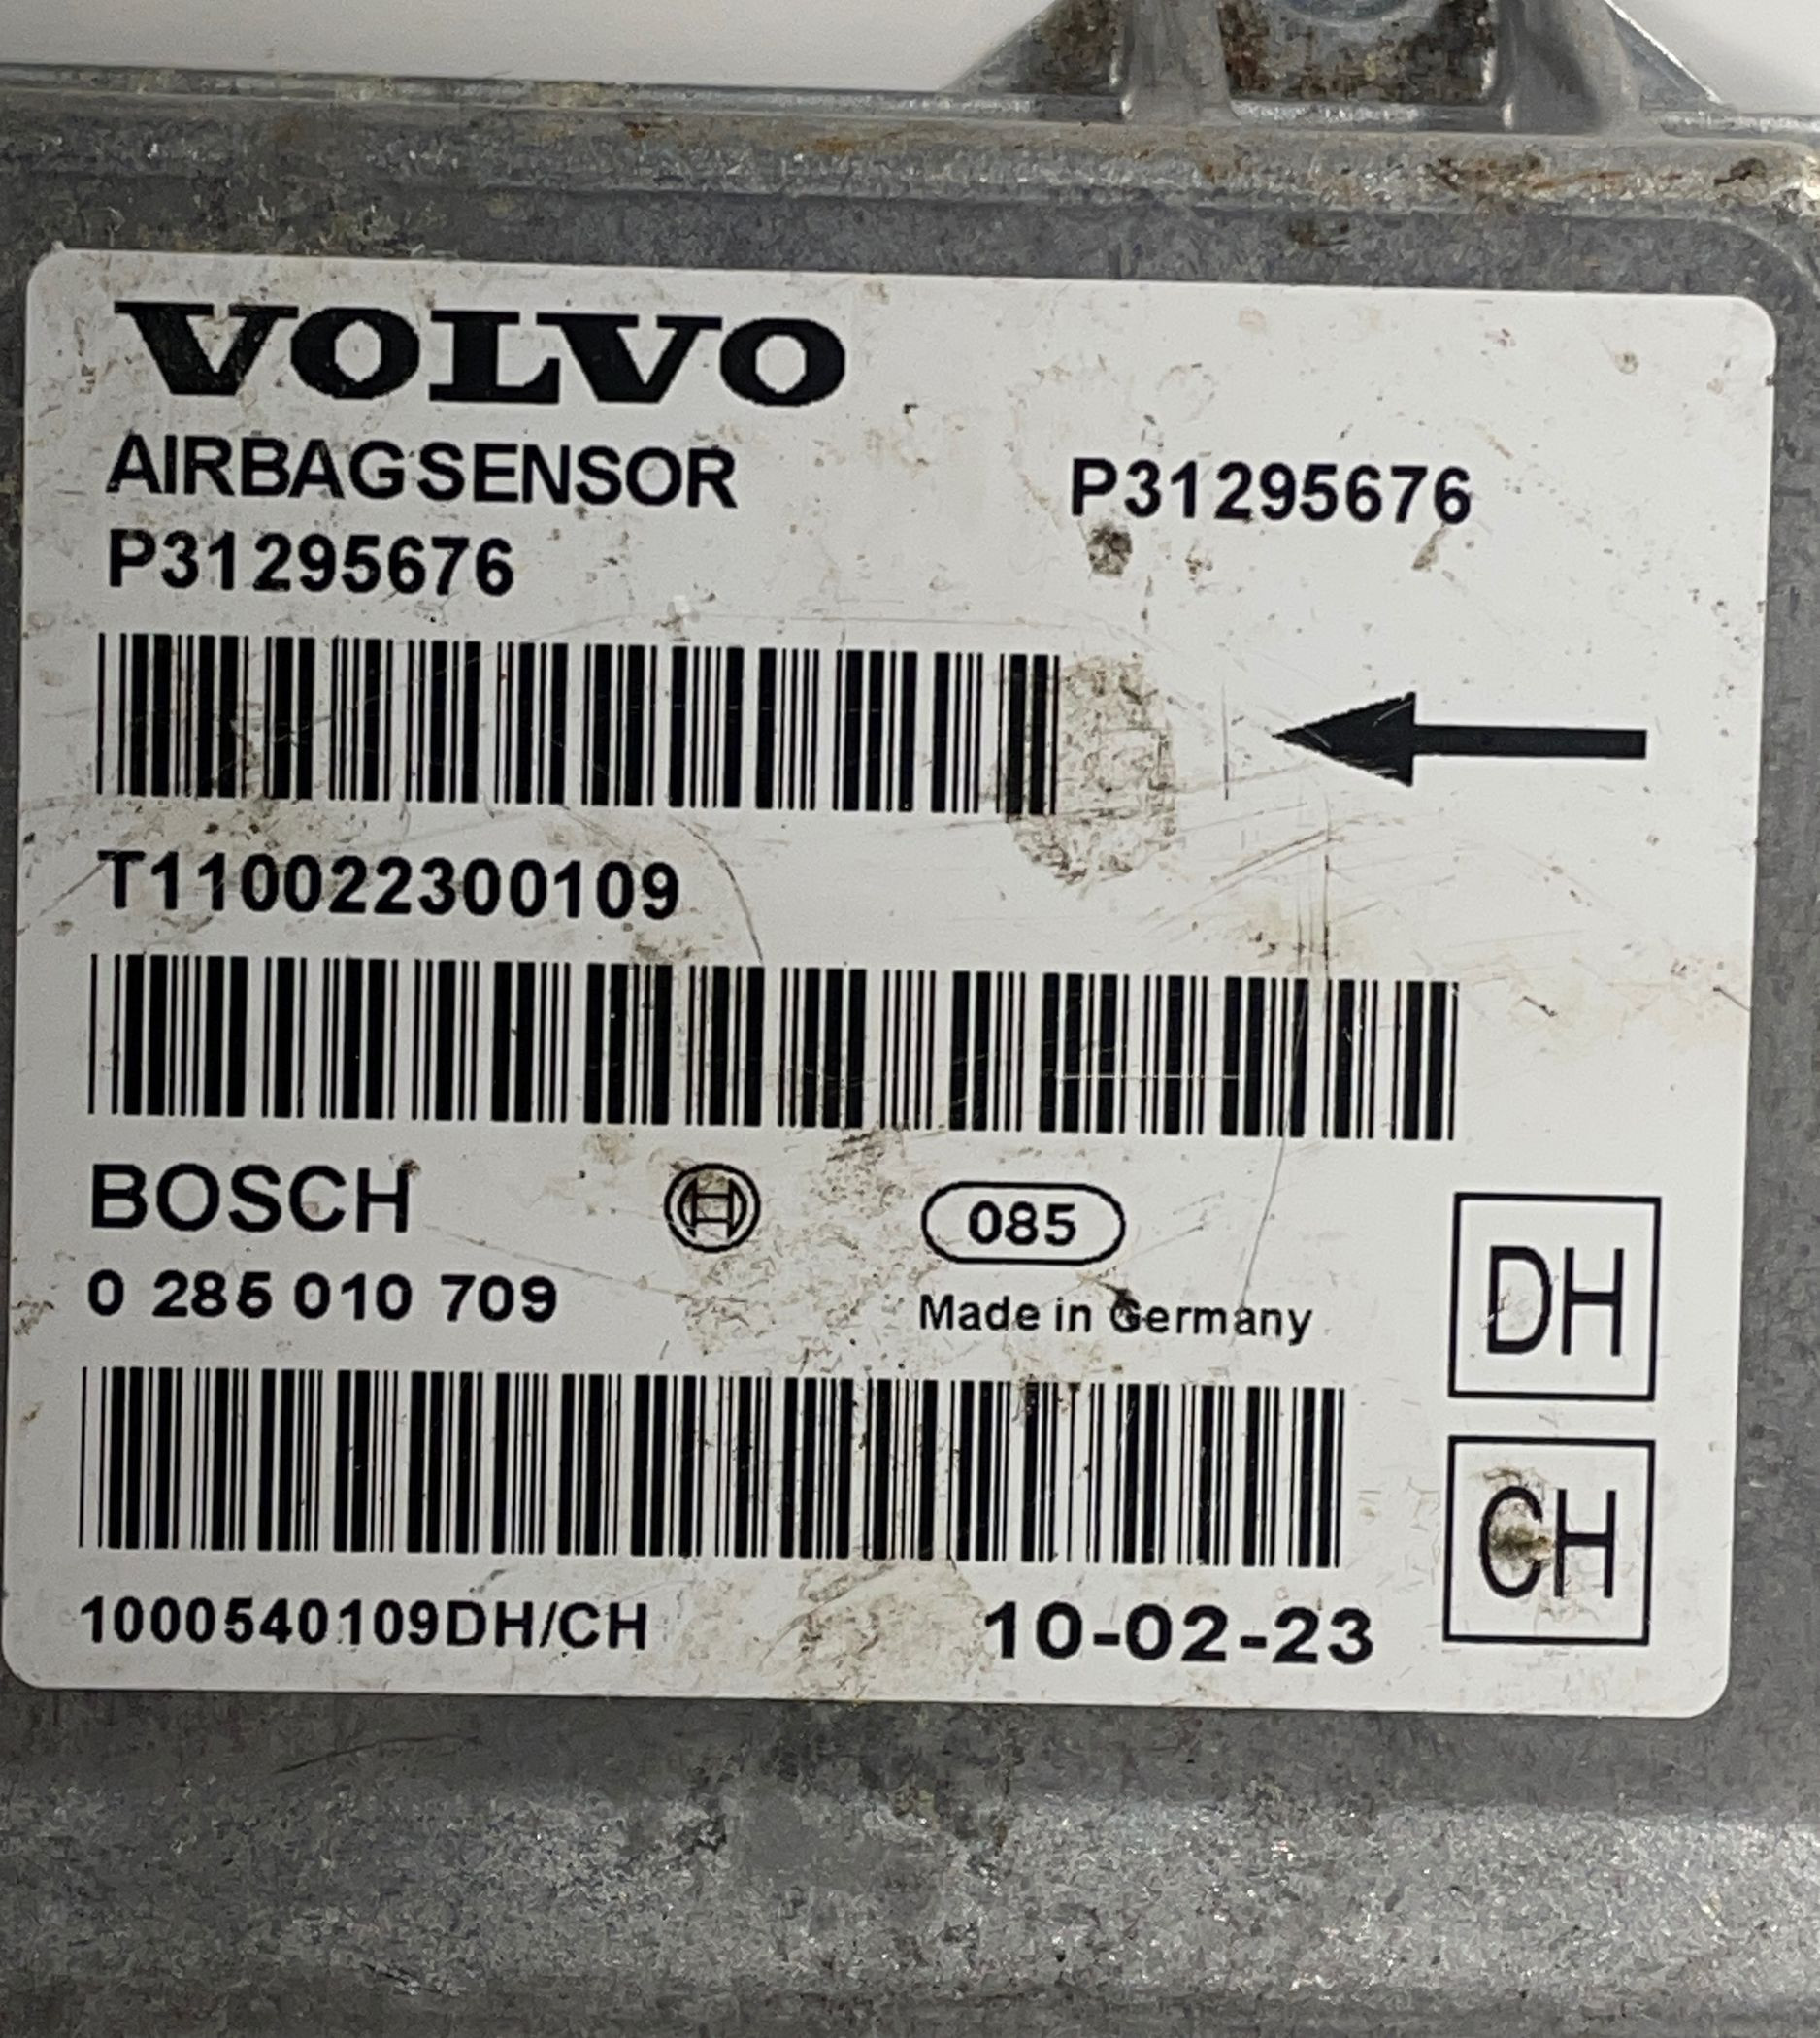 VOLVO
AIRBAGSENSOR P31295676
P31295676
T110022300109
BOSCH 085
0 285 010 709 Made in Germany
DH
CH
1000540109DH/CH 10-02-23